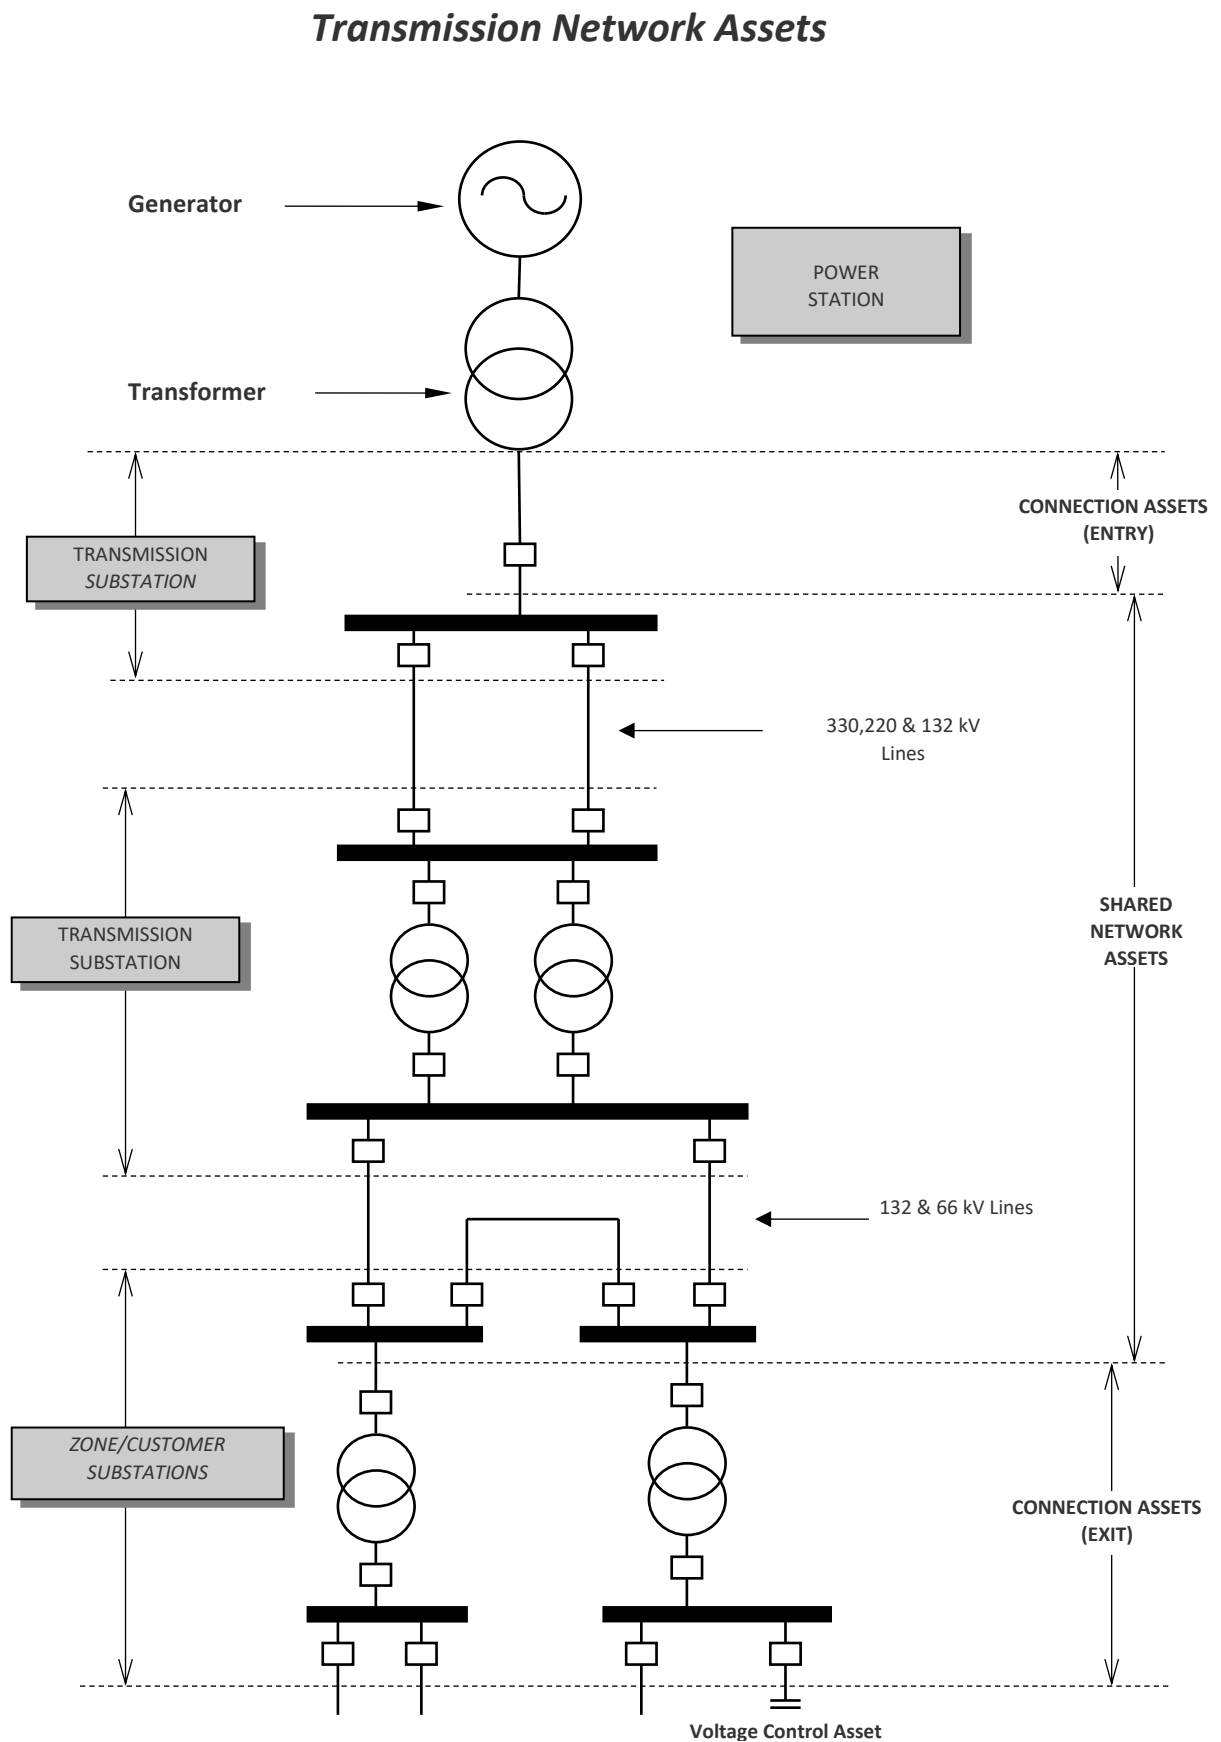 Transmission Network Assets
Generator
POWER
STATION
Transformer
CONNECTION ASSETS
(ENTRY)
TRANSMISSION
SUBSTATION
330,220 & 132 kV
Lines
SHARED
NETWORK
ASSETS
TRANSMISSION
SUBSTATION
132 & 66 kV Lines
ZONE/CUSTOMER
SUBSTATIONS
CONNECTION ASSETS
(EXIT)
Voltage Control Asset